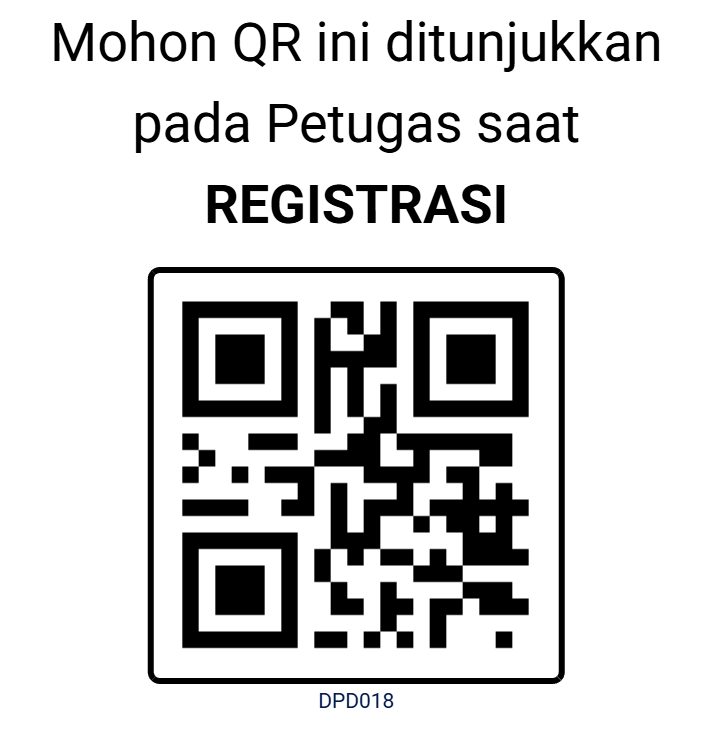 Mohon QR ini ditunjukkan
pada Petugas saat
REGISTRASI
DPD018